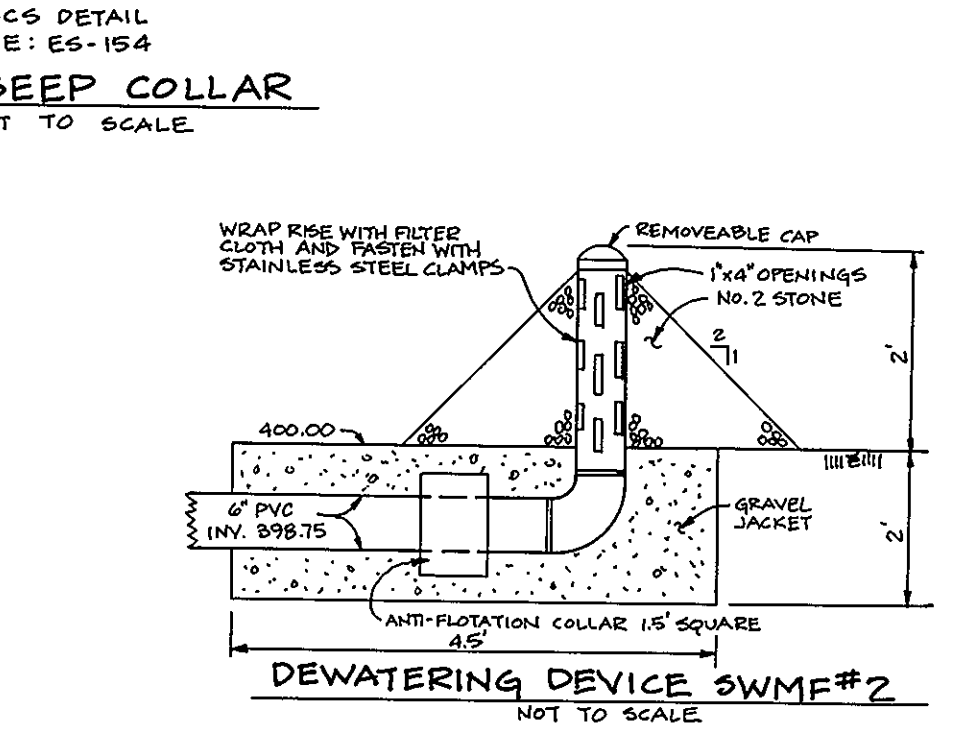 CS DETAIL
E: ES-154
SEEP COLLAR
T TO SCALE
WRAP RISE WITH FILTER
CLOTH AND FASTEN WITH
STAINLESS STEEL CLAMPS
REMOVEABLE CAP
1"x4" OPENINGS
NO. 2 STONE
2
1
2'
400.00
6" PVC
INV. 398.75
GRAVEL
JACKET
2'
ANTI-FLOTATION COLLAR 1.5' SQUARE
4.5'
DEWATERING DEVICE SWMF#2
NOT TO SCALE